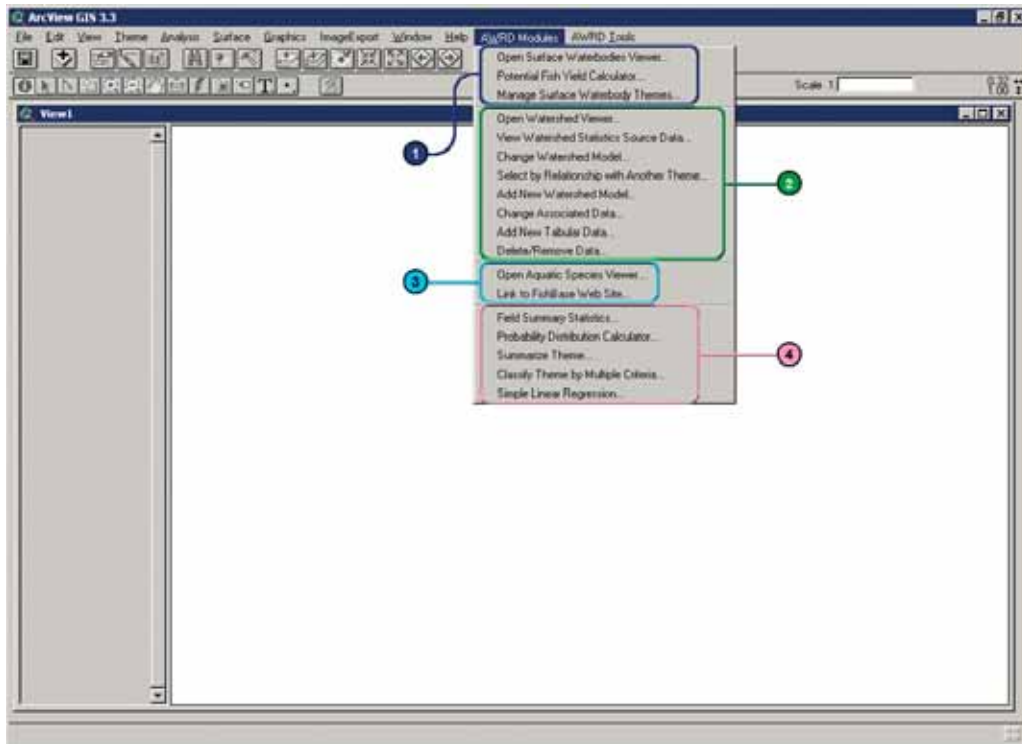 ArcView GIS 3.3
File Edit View Theme Analysis Surface Graphics ImageExport Window Help AWRD Modules AWRD Tools
Scale 1:
View1
Open Surface Waterbodies Viewer...
Potential Fish Yield Calculator...
Manage Surface Waterbody Themes...
1
Open Watershed Viewer...
View Watershed Statistics Source Data...
Change Watershed Model...
Select by Relationship with Another Theme...
Add New Watershed Model...
Change Associated Data...
Add New Tabular Data...
Delete/Remove Data...
2
Open Aquatic Species Viewer...
Link to FishBase Web Site...
3
Field Summary Statistics...
Probability Distribution Calculator...
Summarize Theme...
Classify Theme by Multiple Criteria...
Simple Linear Regression...
4